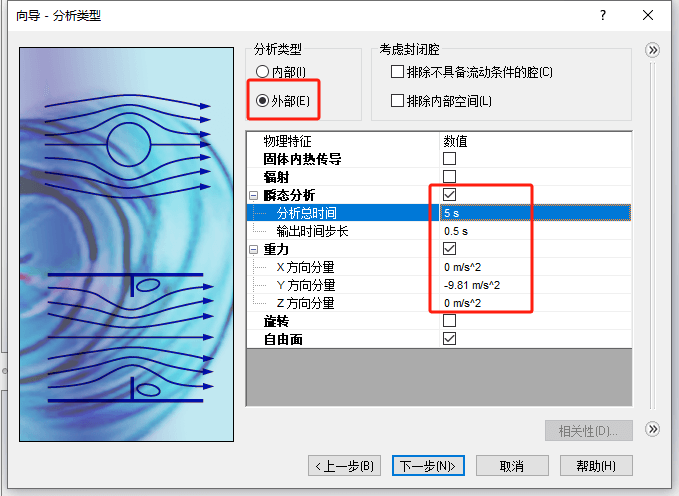 向导 - 分析类型
?
分析类型
内部(I)
外部(E)
考虑封闭腔
排除不具备流动条件的腔(C)
排除内部空间(L)
物理特征 数值
固体内热传导
辐射
瞬态分析
分析总时间 5 s
输出时间步长 0.5 s
重力
X 方向分量 0 m/s^2
Y 方向分量 -9.81 m/s^2
Z 方向分量 0 m/s^2
旋转
自由面
相关性(D)...
<上一步(B) 下一步(N)> 取消 帮助(H)